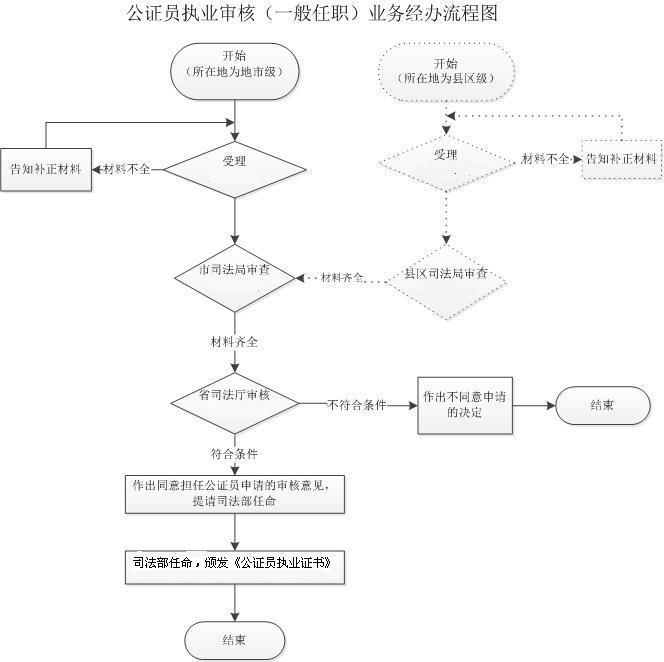 公证员执业审核（一般任职）业务经办流程图
开始
（所在地为地市级）
开始
（所在地为县区级）
受理
材料不全
告知补正材料
受理
材料不全
告知补正材料
市司法局审查
材料齐全
县区司法局审查
材料齐全
省司法厅审核
不符合条件
作出不同意申请
的决定
结束
符合条件
作出同意担任公证员申请的审核意见，
提请司法部任命
司法部任命，颁发《公证员执业证书》
结束